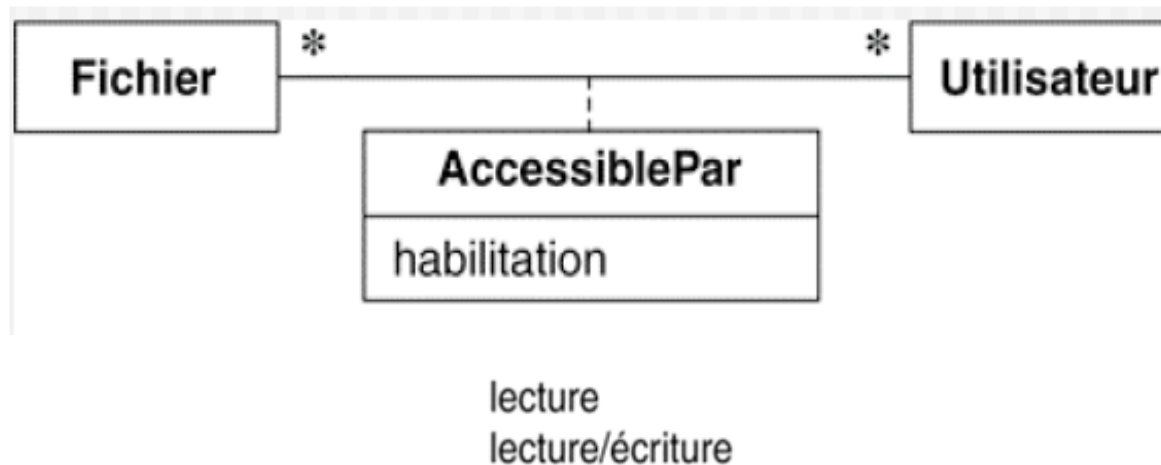 Fichier
*
*
Utilisateur
AccessiblePar
habilitation
lecture
lecture/écriture